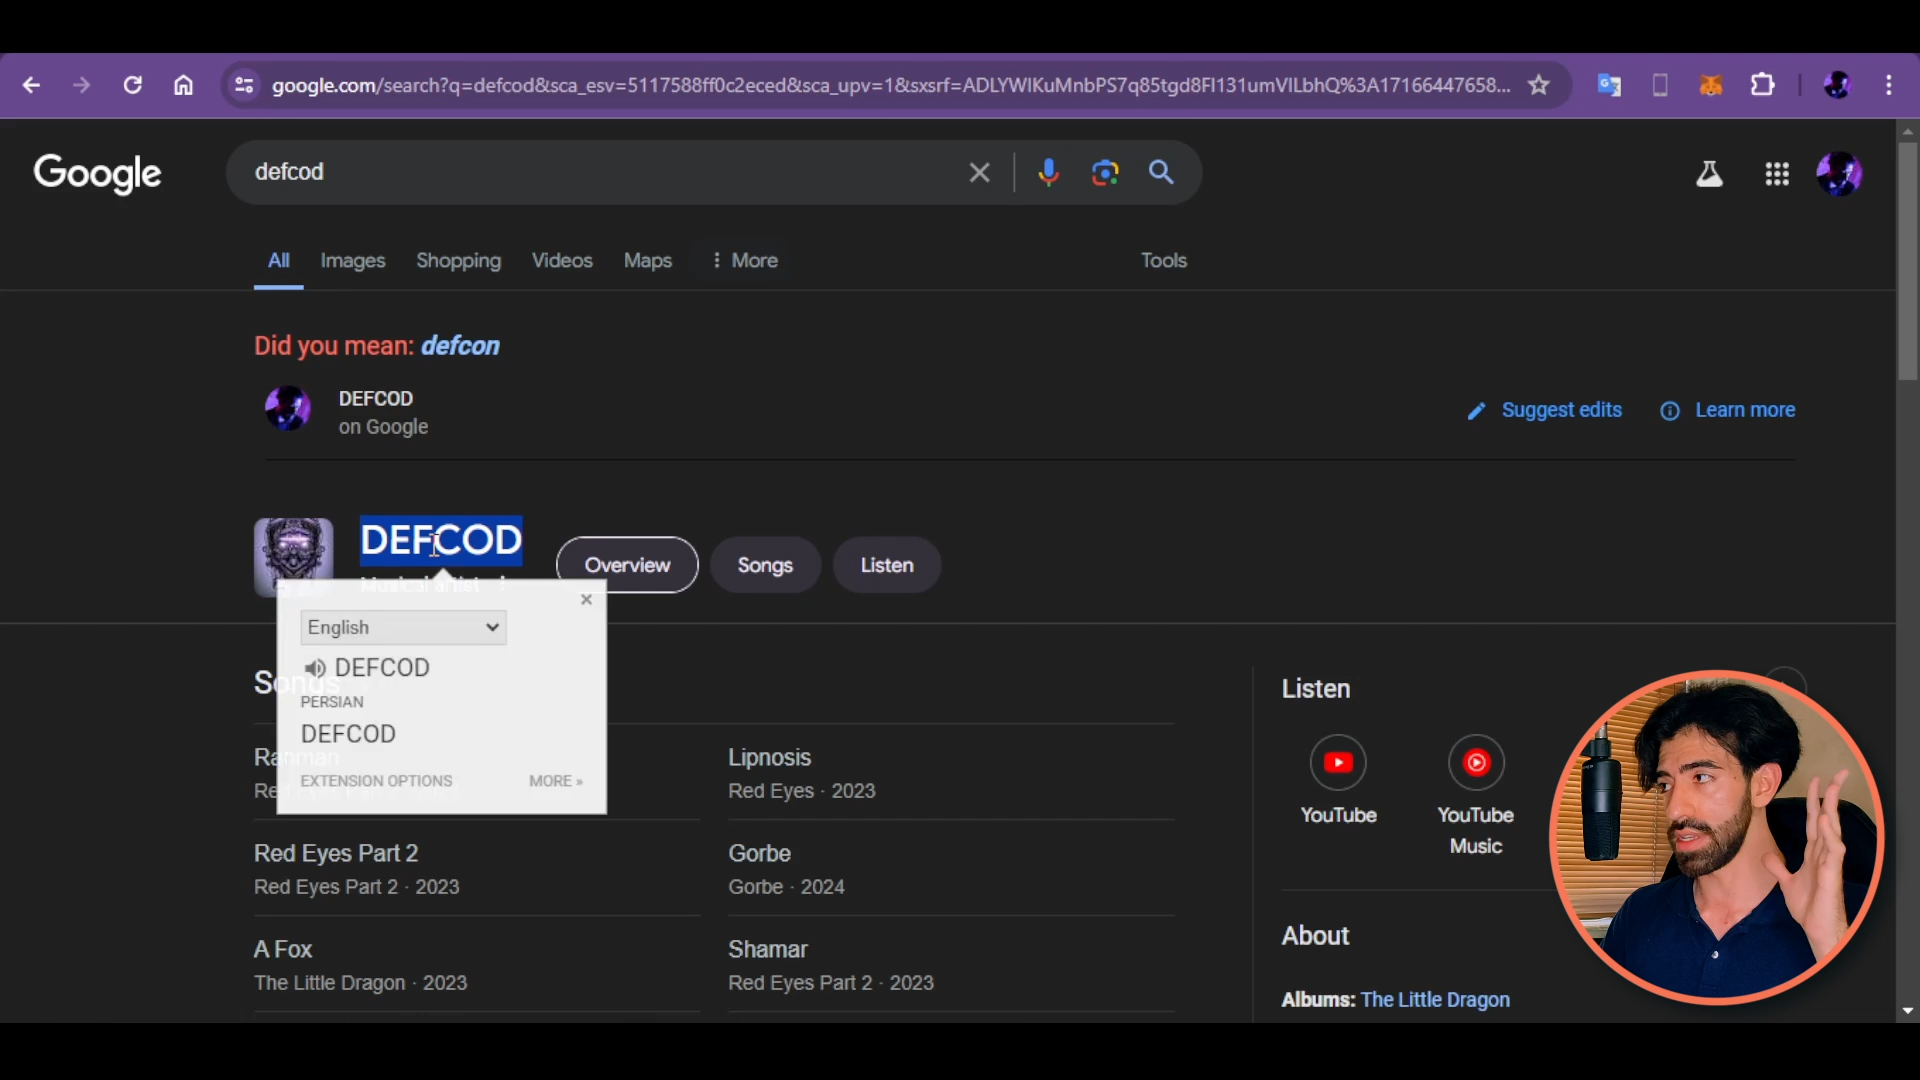 google.com/search?q=defcod&sca_esv=5117588ff0c2eced&sca_upv=1&sxsrf=ADLYWIKuMnbPS7q85tgd8FI131umVILbhQ%3A17166447658...
Google
defcod
All Images Shopping Videos Maps More Tools
Did you mean: defcon
DEFCOD
on Google
Suggest edits Learn more
DEFCOD
Musical artist
Overview Songs Listen
English
DEFCOD
PERSIAN
DEFCOD
EXTENSION OPTIONS MORE »
Songs
Rahman
Lipnosis
Red Eyes · 2023
Red Eyes Part 2
Red Eyes Part 2 · 2023
Gorbe
Gorbe · 2024
A Fox
The Little Dragon · 2023
Shamar
Red Eyes Part 2 · 2023
Listen
YouTube
YouTube Music
About
Albums: The Little Dragon